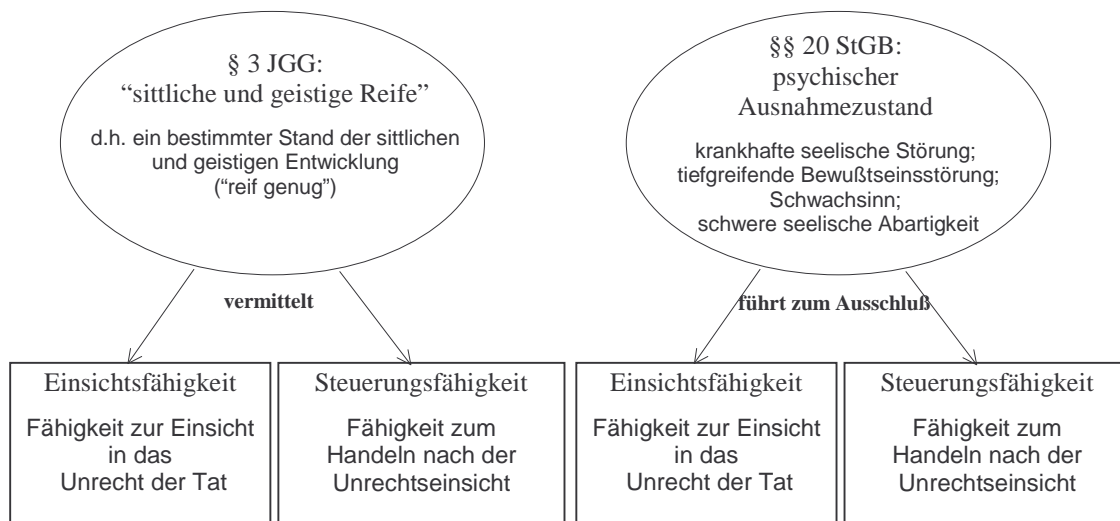 § 3 JGG:
“sittliche und geistige Reife”
d.h. ein bestimmter Stand der sittlichen
und geistigen Entwicklung
(“reif genug”)
vermittelt
Einsichtsfähigkeit
Fähigkeit zur Einsicht
in das
Unrecht der Tat
Steuerungsfähigkeit
Fähigkeit zum
Handeln nach der
Unrechtseinsicht
§§ 20 StGB:
psychischer
Ausnahmezustand
krankhafte seelische Störung;
tiefgreifende Bewußtseinsstörung;
Schwachsinn;
schwere seelische Abartigkeit
führt zum Ausschluß
Einsichtsfähigkeit
Fähigkeit zur Einsicht
in das
Unrecht der Tat
Steuerungsfähigkeit
Fähigkeit zum
Handeln nach der
Unrechtseinsicht